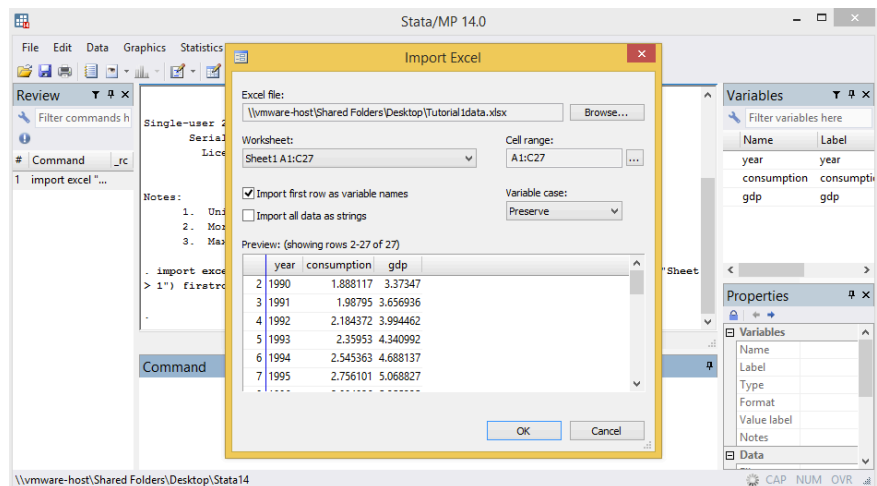 Stata/MP 14.0
File Edit Data Graphics Statistics
Review
Filter commands h
# Command _rc
1 import excel "...
Single-user 2
Serial
Lice
Notes:
1. Uni
2. Mor
3. Max
. import exce
"Sheet
> 1") firstro
.
Command
Import Excel
Excel file:
\\vmware-host\Shared Folders\Desktop\Tutorial1data.xlsx
Browse...
Worksheet:
Cell range:
Sheet1 A1:C27
A1:C27
...
Import first row as variable names
Variable case:
Import all data as strings
Preserve
Preview: (showing rows 2-27 of 27)
year consumption gdp
2 1990 1.888117 3.37347
3 1991 1.98795 3.656936
4 1992 2.184372 3.994462
5 1993 2.35953 4.340992
6 1994 2.545363 4.688137
7 1995 2.756101 5.068827
OK Cancel
Variables
Filter variables here
Name Label
year year
consumption consumpti
gdp gdp
Properties
Variables
Name
Label
Type
Format
Value label
Notes
Data
\\vmware-host\Shared Folders\Desktop\Stata14
CAP NUM OVR